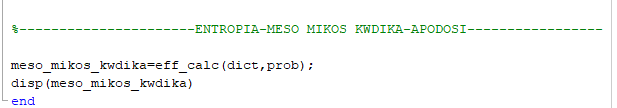 %----------------------ENTROPIA-MESO MIKOS KWDIKA-APODOSI-----------------
meso_mikos_kwdika=eff_calc(dict,prob);
disp(meso_mikos_kwdika)
end